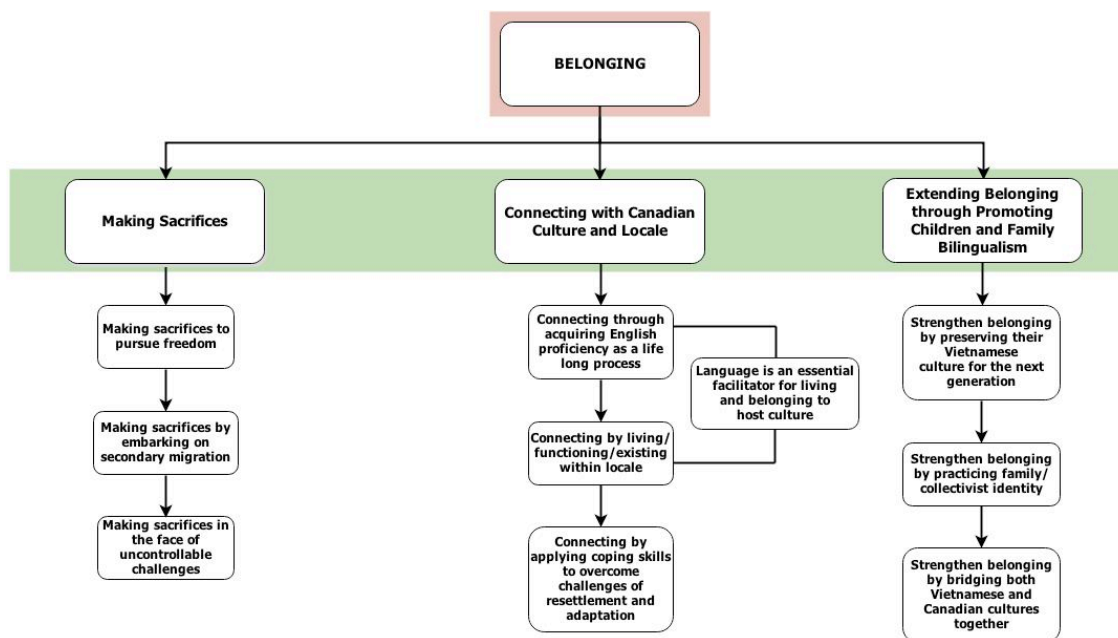 BELONGING
Making Sacrifices
Connecting with Canadian
Culture and Locale
Extending Belonging
through Promoting
Children and Family
Bilingualism
Making sacrifices to
pursue freedom
Making sacrifices by
embarking on
secondary migration
Making sacrifices in
the face of
uncontrollable
challenges
Connecting through
acquiring English
proficiency as a life
long process
Language is an essential
facilitator for living
and belonging to
host culture
Connecting by living/
functioning/existing
within locale
Connecting by
applying coping skills
to overcome
challenges of
resettlement and
adaptation
Strengthen belonging
by preserving their
Vietnamese
culture for the next
generation
Strengthen belonging
by practicing family/
collectivist identity
Strengthen belonging
by bridging both
Vietnamese and
Canadian cultures
together